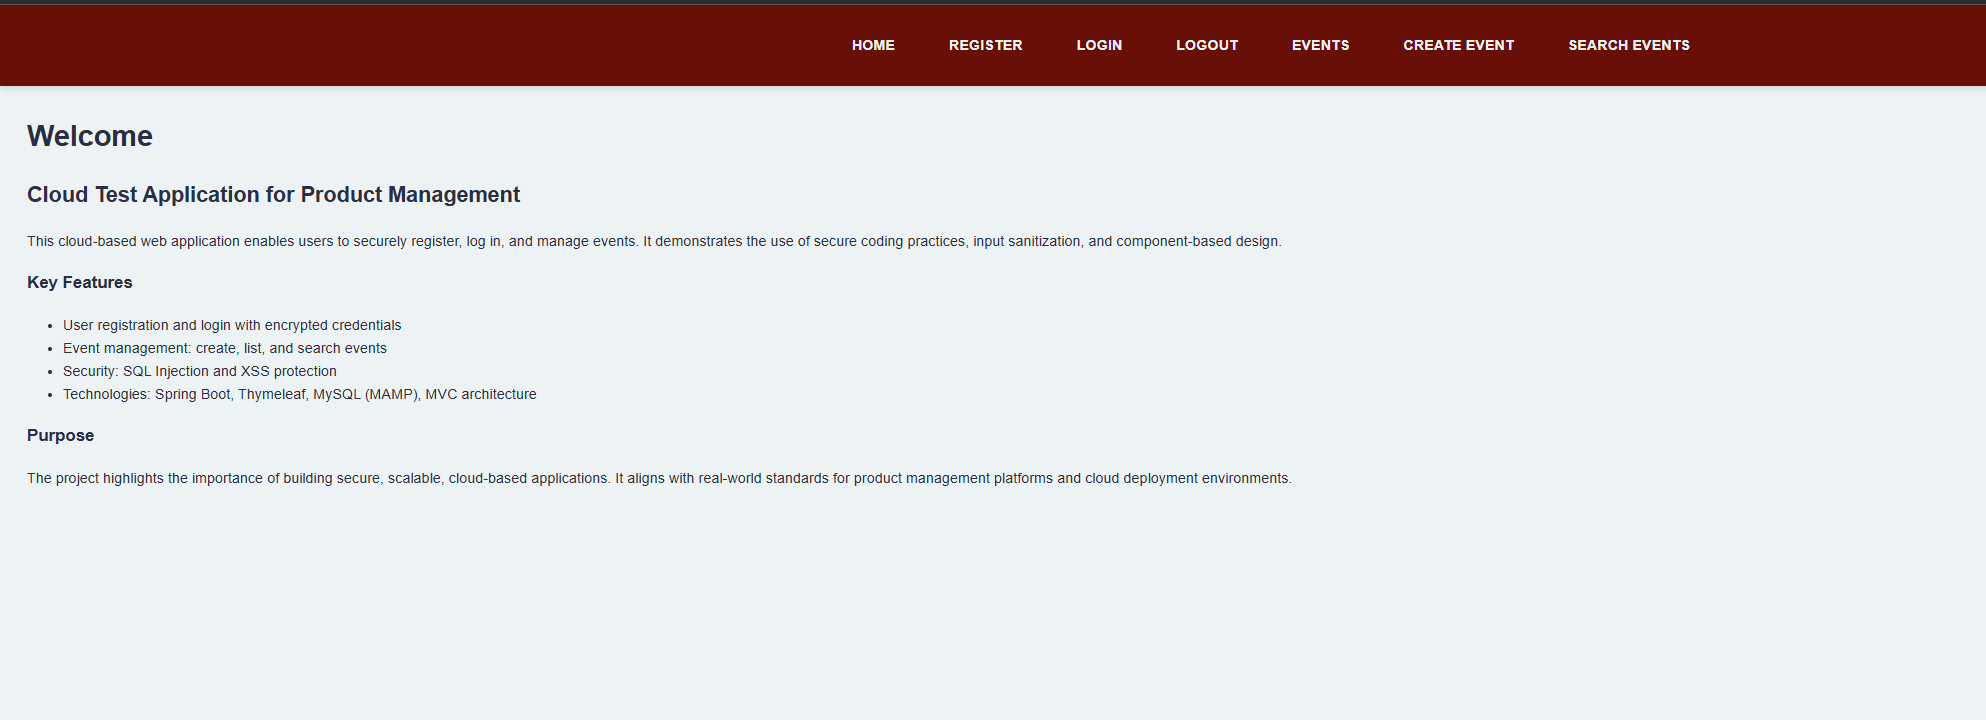 HOME REGISTER LOGIN LOGOUT EVENTS CREATE EVENT SEARCH EVENTS
Welcome
Cloud Test Application for Product Management
This cloud-based web application enables users to securely register, log in, and manage events. It demonstrates the use of secure coding practices, input sanitization, and component-based design.
Key Features
• User registration and login with encrypted credentials
• Event management: create, list, and search events
• Security: SQL Injection and XSS protection
• Technologies: Spring Boot, Thymeleaf, MySQL (MAMP), MVC architecture
Purpose
The project highlights the importance of building secure, scalable, cloud-based applications. It aligns with real-world standards for product management platforms and cloud deployment environments.